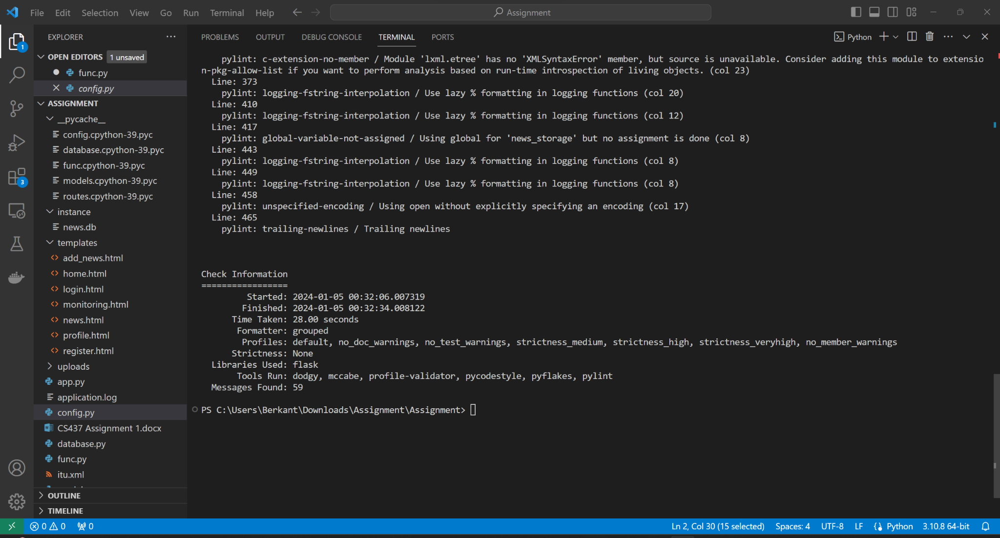 File Edit Selection View Go Run Terminal Help Assignment
EXPLORER
OPEN EDITORS 1 unsaved
func.py
config.py
ASSIGNMENT
__pycache__
config.cpython-39.pyc
database.cpython-39.pyc
func.cpython-39.pyc
models.cpython-39.pyc
routes.cpython-39.pyc
instance
news.db
templates
add_news.html
home.html
login.html
monitoring.html
news.html
profile.html
register.html
uploads
app.py
application.log
config.py
CS437 Assignment 1.docx
database.py
func.py
itu.xml
OUTLINE
TIMELINE
1
3
PROBLEMS OUTPUT DEBUG CONSOLE TERMINAL PORTS
Python
pylint: c-extension-no-member / Module 'lxml.etree' has no 'XMLSyntaxError' member, but source is unavailable. Consider adding this module to extensio
n-pkg-allow-list if you want to perform analysis based on run-time introspection of living objects. (col 23)
Line: 373
pylint: logging-fstring-interpolation / Use lazy % formatting in logging functions (col 20)
Line: 410
pylint: logging-fstring-interpolation / Use lazy % formatting in logging functions (col 12)
Line: 417
pylint: global-variable-not-assigned / Using global for 'news_storage' but no assignment is done (col 8)
Line: 443
pylint: logging-fstring-interpolation / Use lazy % formatting in logging functions (col 8)
Line: 449
pylint: logging-fstring-interpolation / Use lazy % formatting in logging functions (col 8)
Line: 458
pylint: unspecified-encoding / Using open without explicitly specifying an encoding (col 17)
Line: 465
pylint: trailing-newlines / Trailing newlines
Check Information
=================
Started: 2024-01-05 00:32:06.007319
Finished: 2024-01-05 00:32:34.008122
Time Taken: 28.00 seconds
Formatter: grouped
Profiles: default, no_doc_warnings, no_test_warnings, strictness_medium, strictness_high, strictness_veryhigh, no_member_warnings
Strictness: None
Libraries Used: flask
Tools Run: dodgy, mccabe, profile-validator, pycodestyle, pyflakes, pylint
Messages Found: 59
PS C:\Users\Berkant\Downloads\Assignment\Assignment>
0 0 0 Ln 2, Col 30 (15 selected) Spaces: 4 UTF-8 LF Python 3.10.8 64-bit